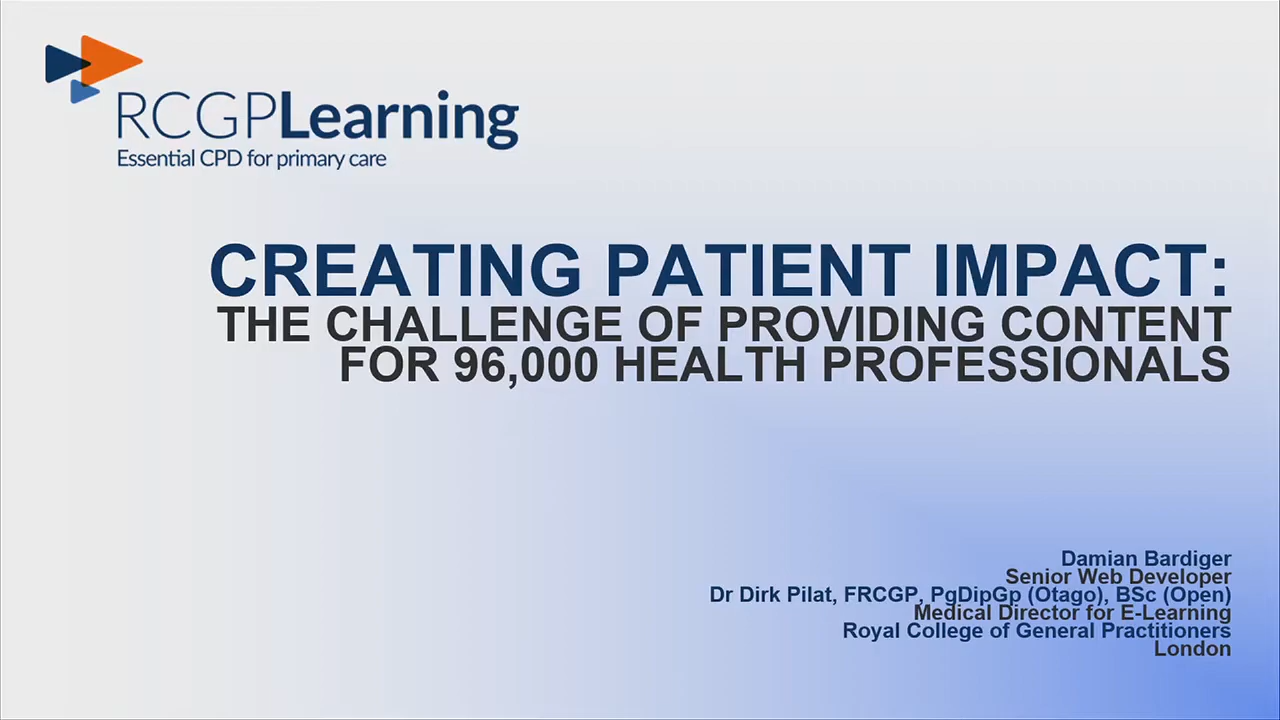 RCGPLearning
Essential CPD for primary care
CREATING PATIENT IMPACT:
THE CHALLENGE OF PROVIDING CONTENT
FOR 96,000 HEALTH PROFESSIONALS
Damian Bardiger
Senior Web Developer
Dr Dirk Pilat, FRCGP, PgDipGp (Otago), BSc (Open)
Medical Director for E-Learning
Royal College of General Practitioners
London